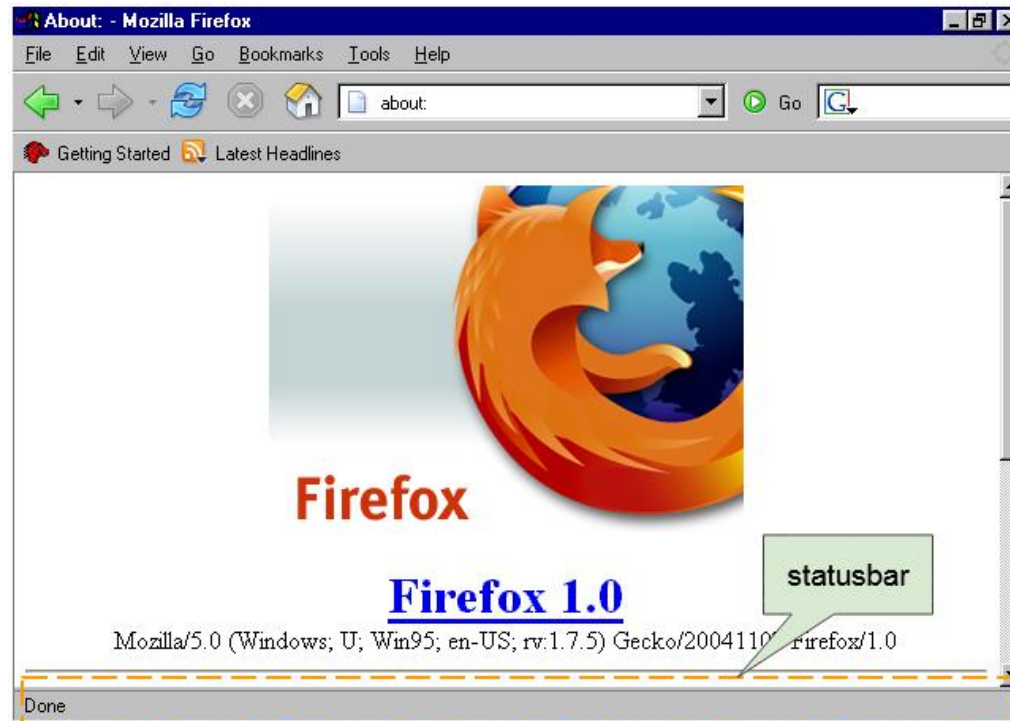 About: - Mozilla Firefox
File Edit View Go Bookmarks Tools Help
about: Go G
Getting Started Latest Headlines
Firefox
Firefox 1.0
statusbar
Mozilla/5.0 (Windows; U; Win95; en-US; rv:1.7.5) Gecko/2004110 Firefox/1.0
Done